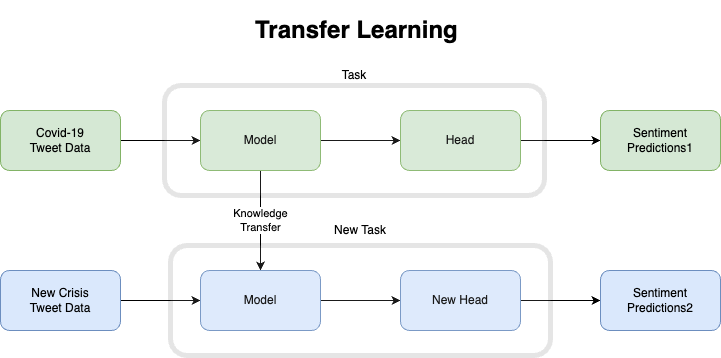 Transfer Learning
Task
Covid-19
Tweet Data
Model
Head
Sentiment
Predictions1
Knowledge
Transfer
New Task
New Crisis
Tweet Data
Model
New Head
Sentiment
Predictions2